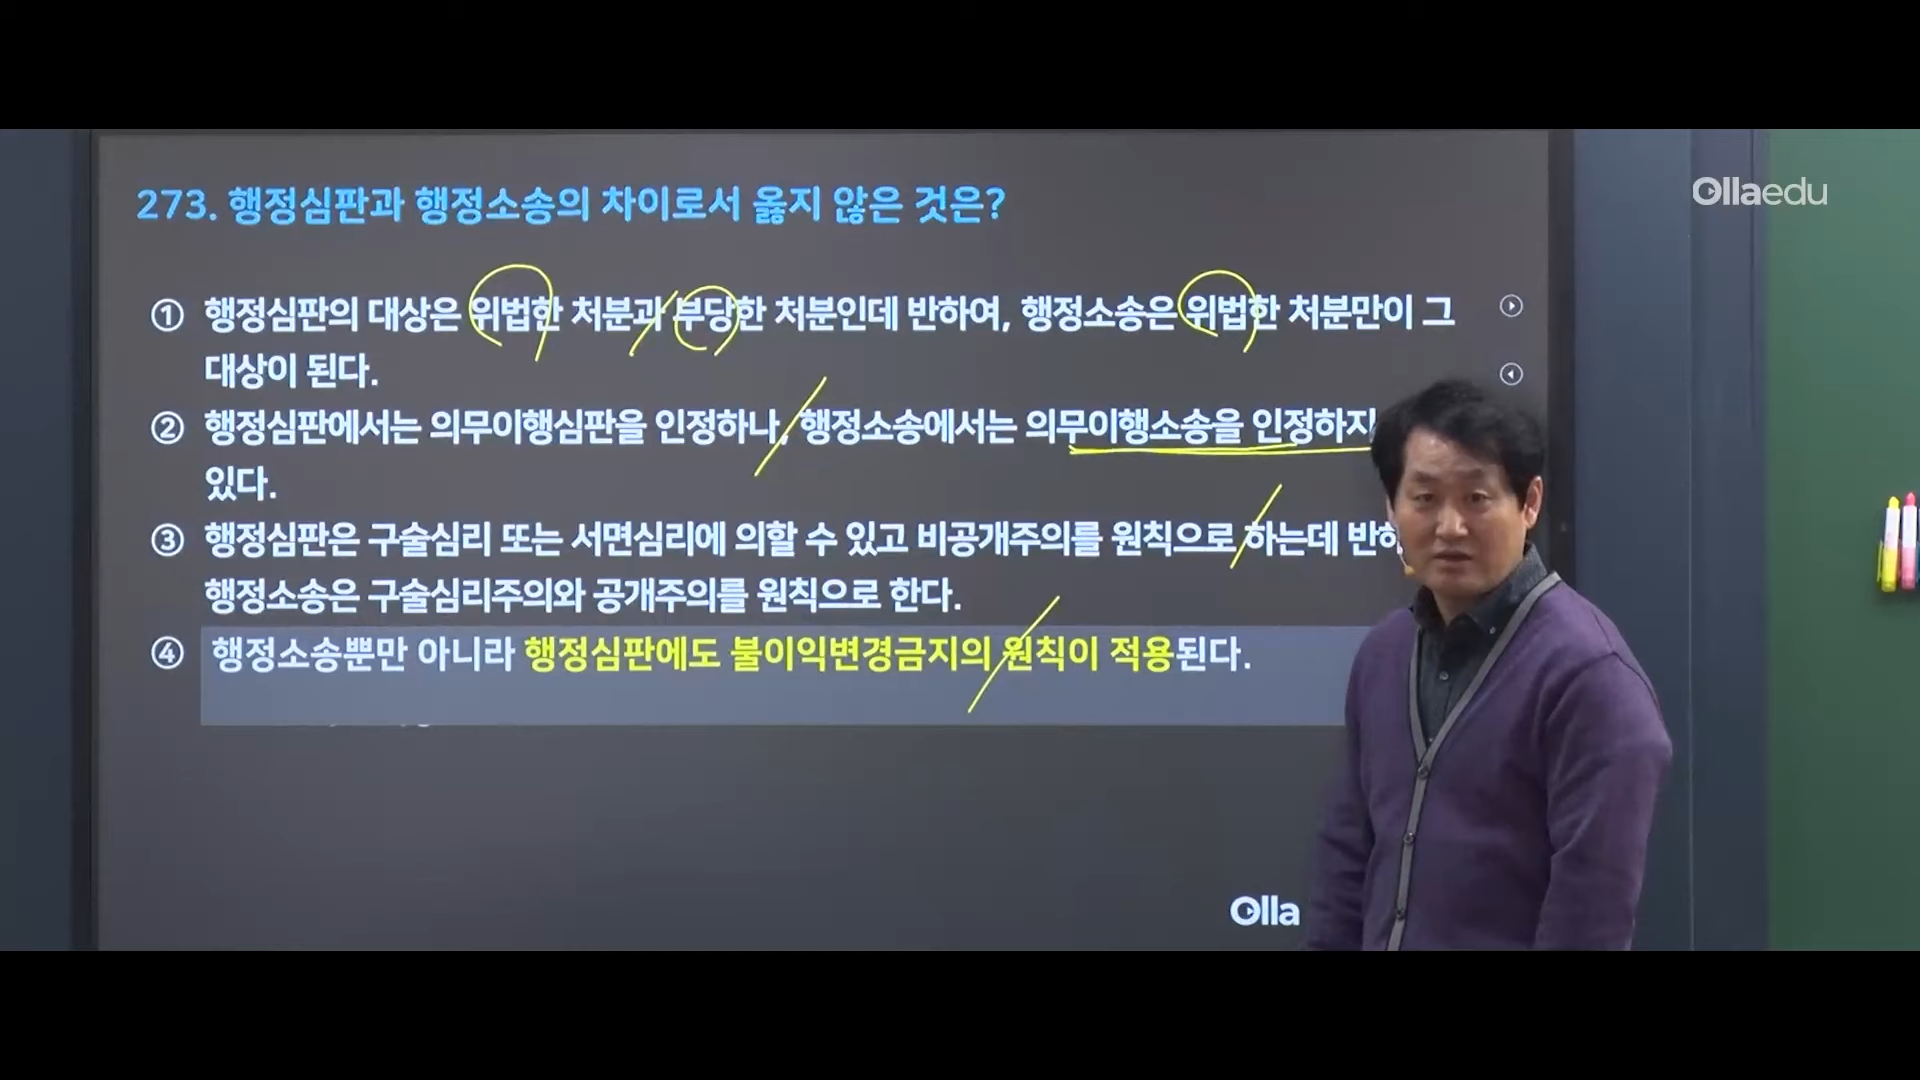 Ollaedu
273. 행정심판과 행정소송의 차이로서 옳지 않은 것은?
① 행정심판의 대상은 위법한 처분과 부당한 처분인데 반하여, 행정소송은 위법한 처분만이 그
대상이 된다.
② 행정심판에서는 의무이행심판을 인정하나, 행정소송에서는 의무이행소송을 인정하지
있다.
③ 행정심판은 구술심리 또는 서면심리에 의할 수 있고 비공개주의를 원칙으로 하는데
행정소송은 구술심리주의와 공개주의를 원칙으로 한다.
④ 행정소송뿐만 아니라 행정심판에도 불이익변경금지의 원칙이 적용된다.
Olla